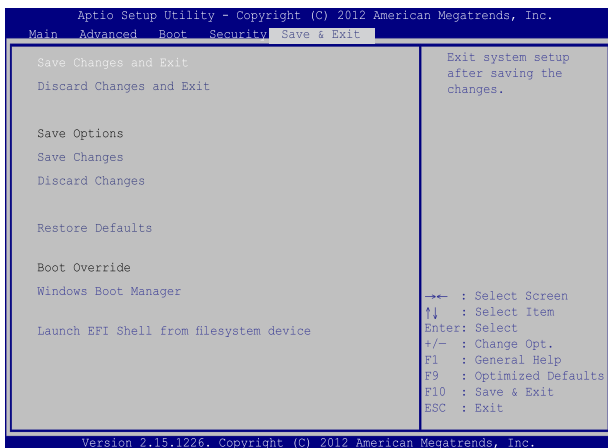 Aptio Setup Utility - Copyright (C) 2012 American Megatrends, Inc.
Main Advanced Boot Security Save & Exit
Save Changes and Exit
Discard Changes and Exit
Save Options
Save Changes
Discard Changes
Restore Defaults
Boot Override
Windows Boot Manager
Launch EFI Shell from filesystem device
Exit system setup
after saving the
changes.
→← : Select Screen
↑↓ : Select Item
Enter: Select
+/— : Change Opt.
F1 : General Help
F9 : Optimized Defaults
F10 : Save & Exit
ESC : Exit
Version 2.15.1226. Copyright (C) 2012 American Megatrends, Inc.